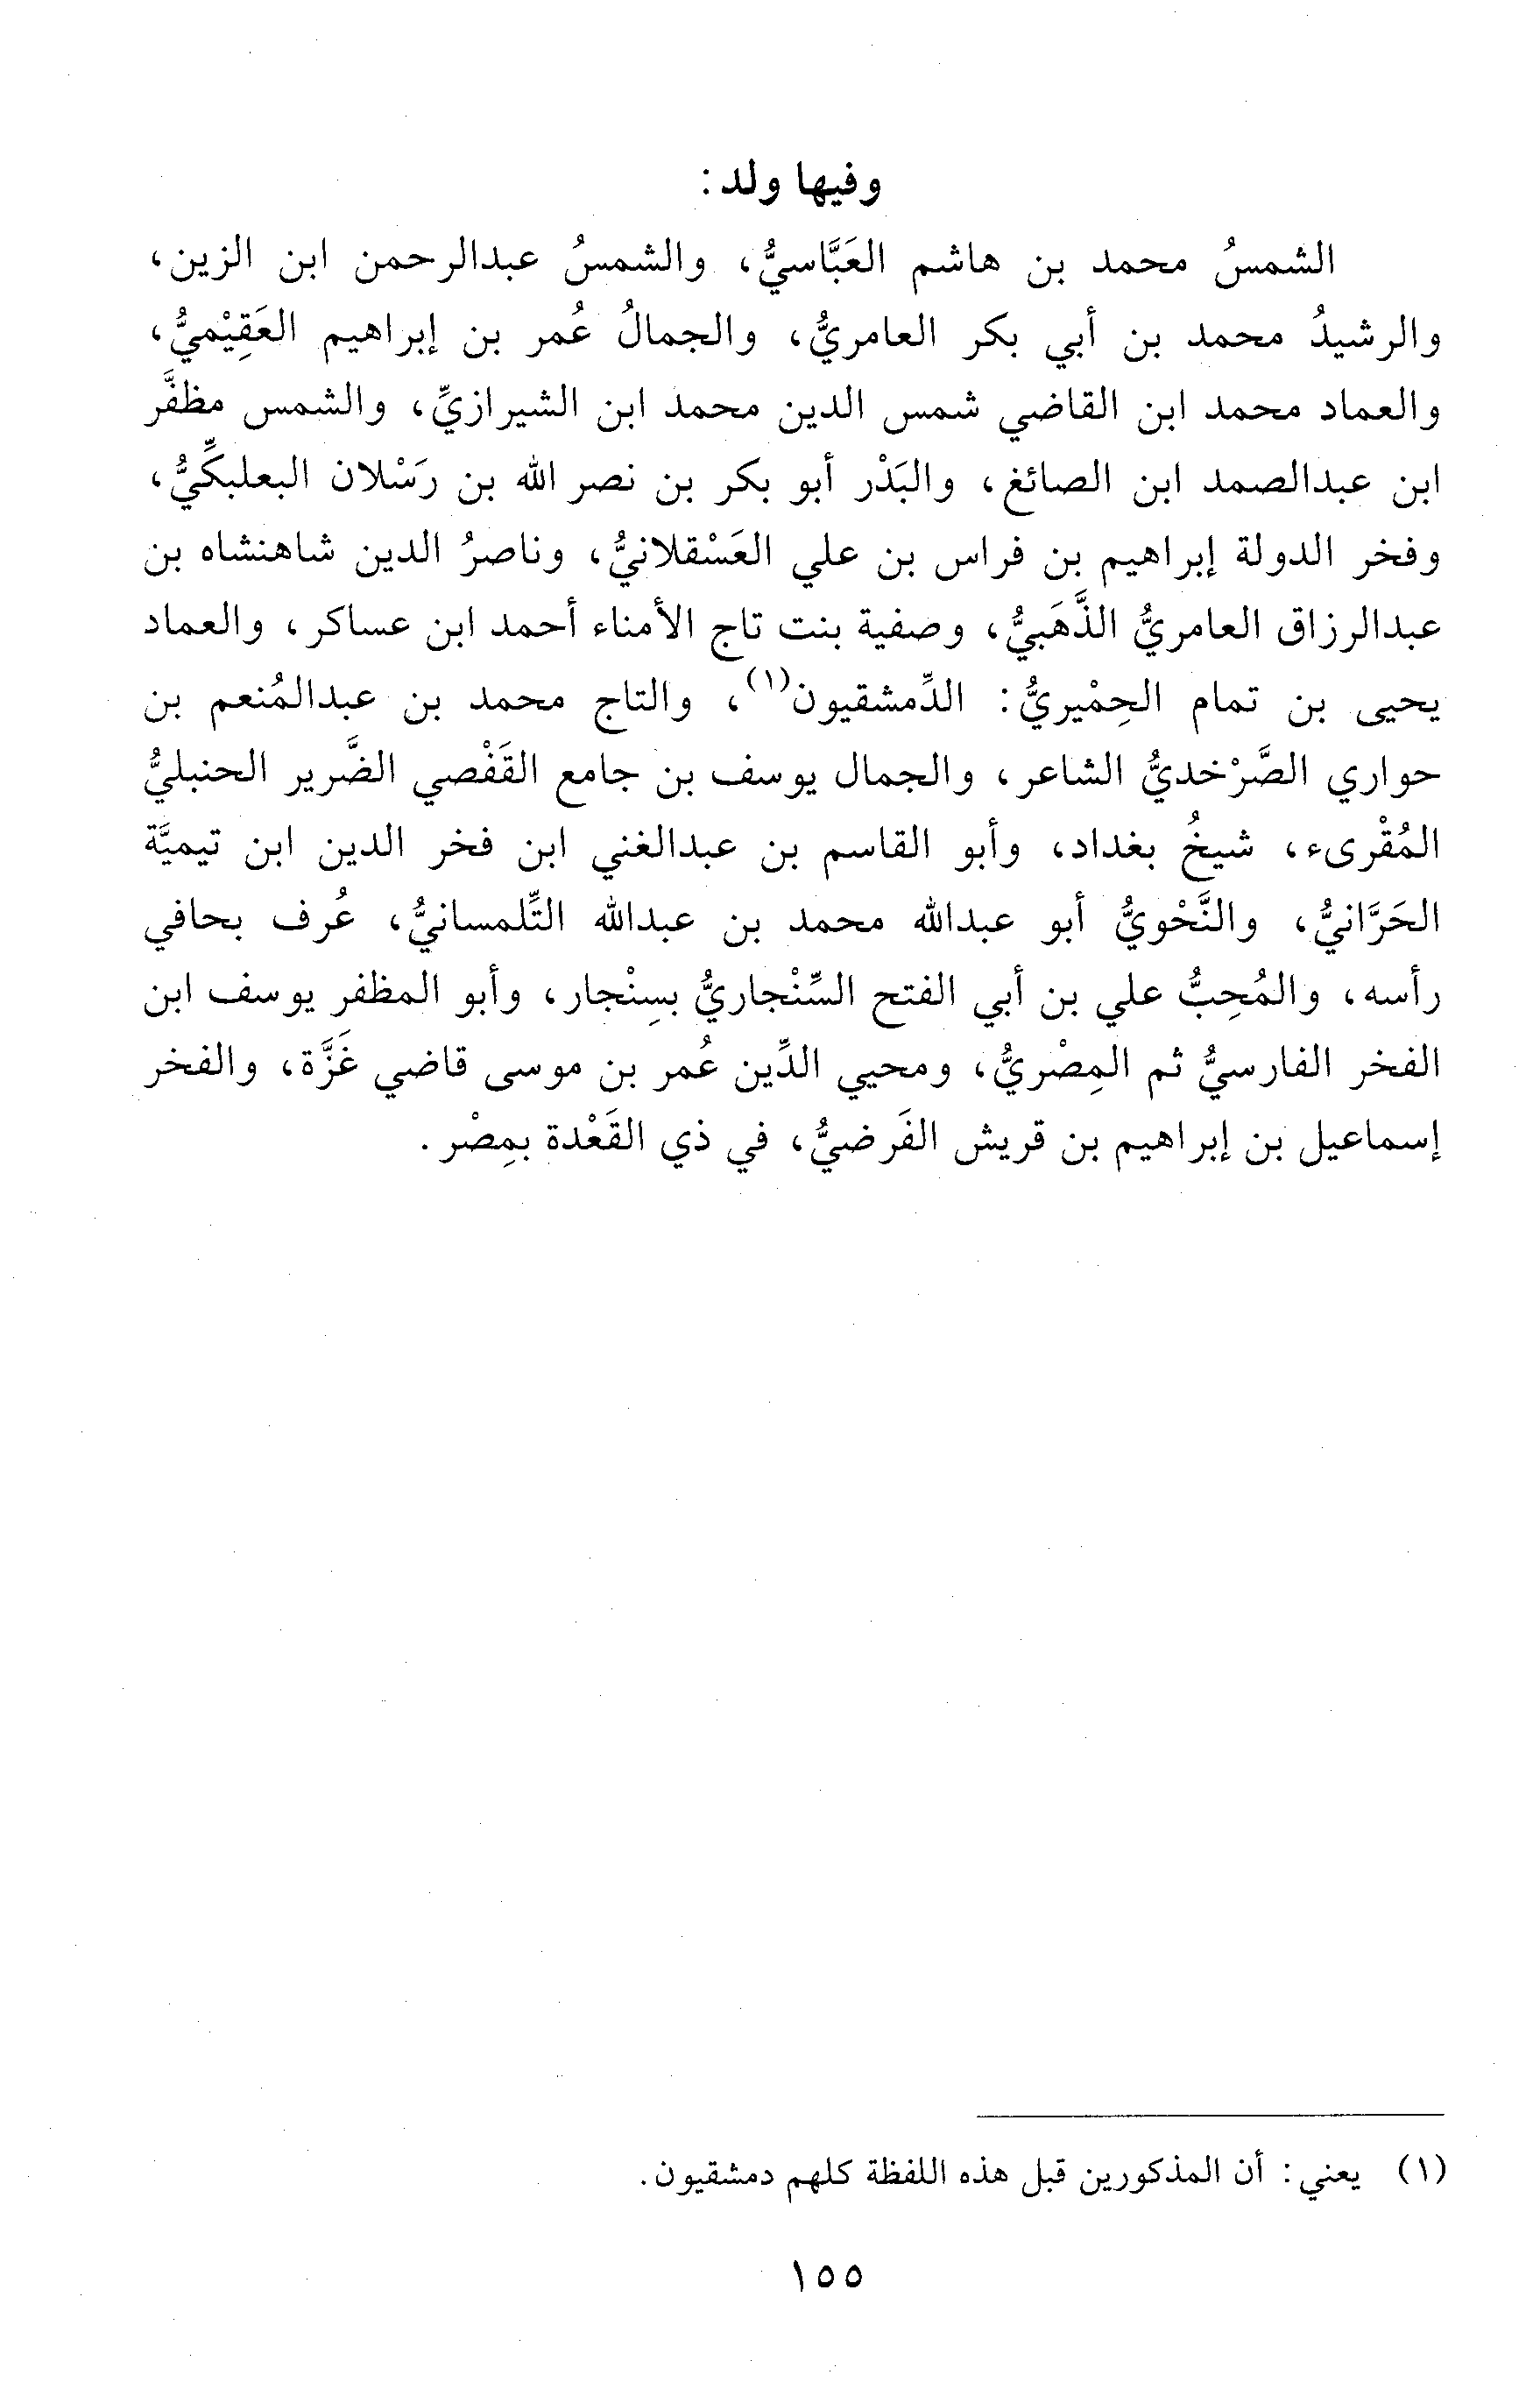 وفيها ولد:
الشمسُ محمد بن هاشم العَبَّاسيُّ، والشمسُ عبدالرحمن ابن الزين،
والرشيدُ محمد بن أبي بكر العامريُّ، والجمالُ عُمر بن إبراهيم العَقِيْميُّ،
والعماد محمد ابن القاضي شمس الدين محمد ابن الشيرازيِّ، والشمس مظفَّر
ابن عبدالصمد ابن الصائغ، والبَدْر أبو بكر بن نصر الله بن رَسْلان البعلبكِّيُّ،
وفخر الدولة إبراهيم بن فراس بن علي العَسْقلانيُّ، وناصرُ الدين شاهنشاه بن
عبدالرزاق العامريُّ الذَّهَبيُّ، وصفية بنت تاج الأمناء أحمد ابن عساكر، والعماد
يحيى بن تمام الحِمْيريُّ: الدِّمشقيون(١)، والتاج محمد بن عبدالمُنعم بن
حواري الصَّرْخديُّ الشاعر، والجمال يوسف بن جامع القَفْصي الضَّرير الحنبليُّ
المُقْرىء، شيخُ بغداد، وأبو القاسم بن عبدالغني ابن فخر الدين ابن تيميَّة
الحَرَّانيُّ، والنَّحْويُّ أبو عبدالله محمد بن عبدالله التِّلمسانيُّ، عُرف بحافي
رأسه، والمُحِبُّ علي بن أبي الفتح السِّنْجاريُّ بسِنْجار، وأبو المظفر يوسف ابن
الفخر الفارسيُّ ثم المِصْريُّ، ومحيي الدِّين عُمر بن موسى قاضي غَزَّة، والفخر
إسماعيل بن إبراهيم بن قريش الفَرضيُّ، في ذي القَعْدة بمِصْر.
(١) يعني: أن المذكورين قبل هذه اللفظة كلهم دمشقيون.
١٥٥